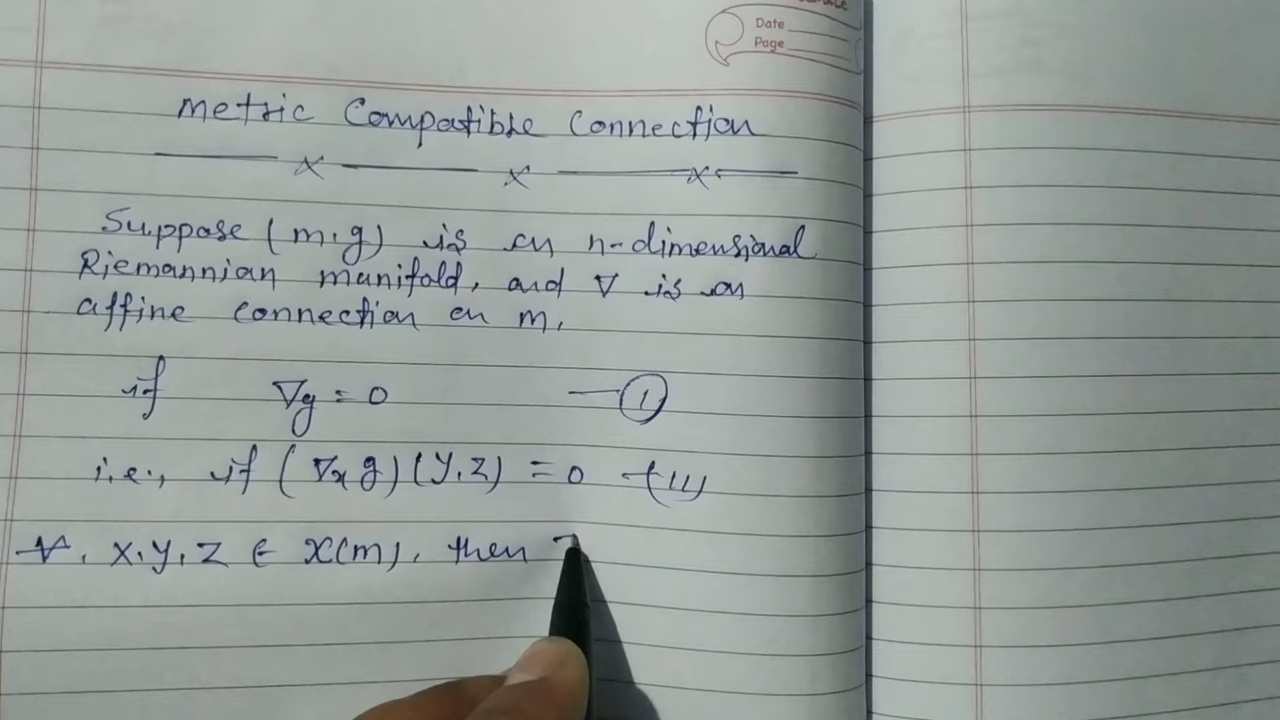 Date
Page
Metric Compatible Connection
Suppose (M,g) is an n-dimensional
Riemannian manifold, and ∇ is an
affine connection on M.
if ∇g = 0 — (1)
i.e., if (∇x g)(Y,Z) = 0 — (11)
∀, X,Y,Z ∈ X(M), then